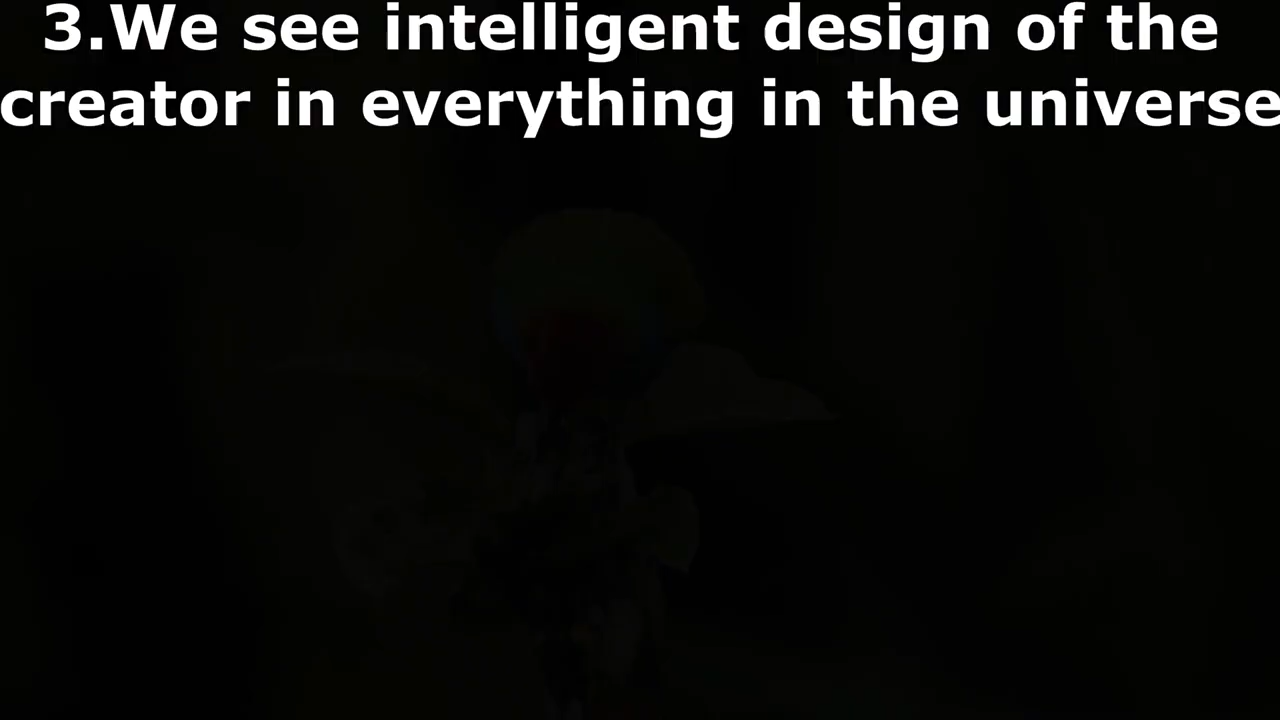 3.We see intelligent design of the
creator in everything in the universe